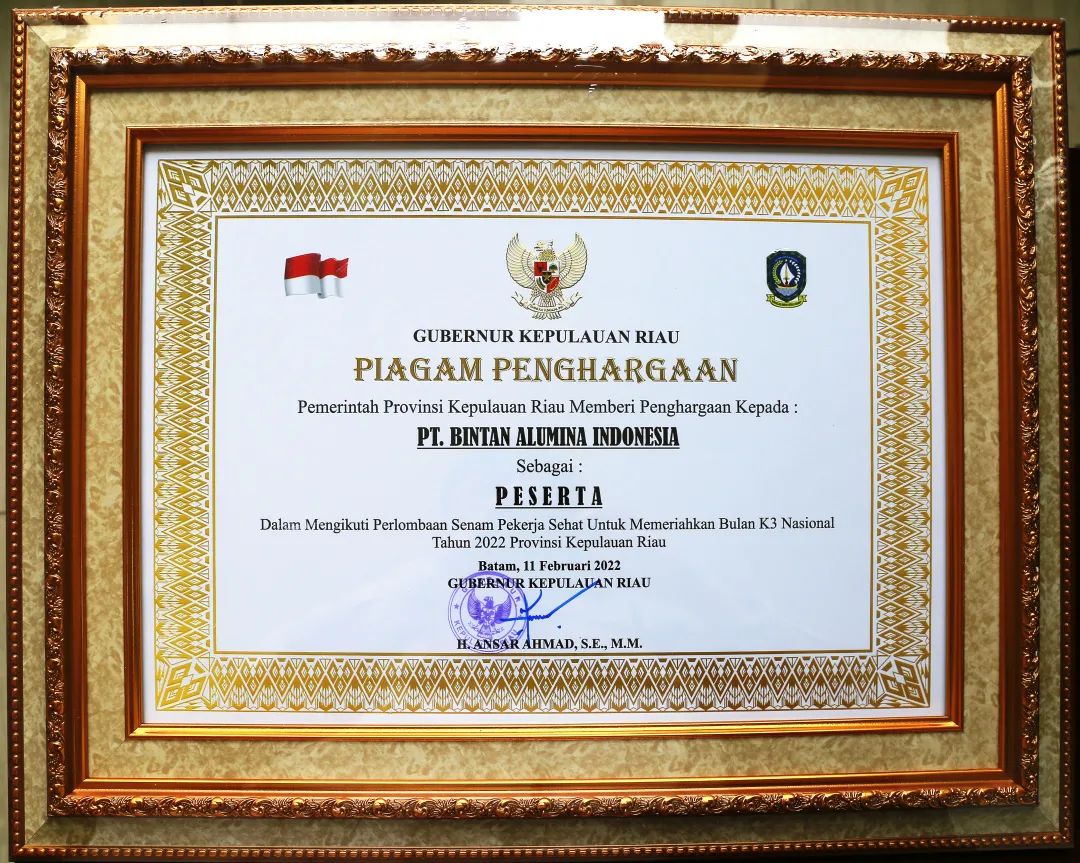 GUBERNUR KEPULAUAN RIAU
PIAGAM PENGHARGAAN
Pemerintah Provinsi Kepulauan Riau Memberi Penghargaan Kepada :
PT. BINTAN ALUMINA INDONESIA
Sebagai :
PESERTA
Dalam Mengikuti Perlombaan Senam Pekerja Sehat Untuk Memeriahkan Bulan K3 Nasional
Tahun 2022 Provinsi Kepulauan Riau
Batam, 11 Februari 2022
GUBERNUR KEPULAUAN RIAU
H. ANSAR AHMAD, S.E., M.M.